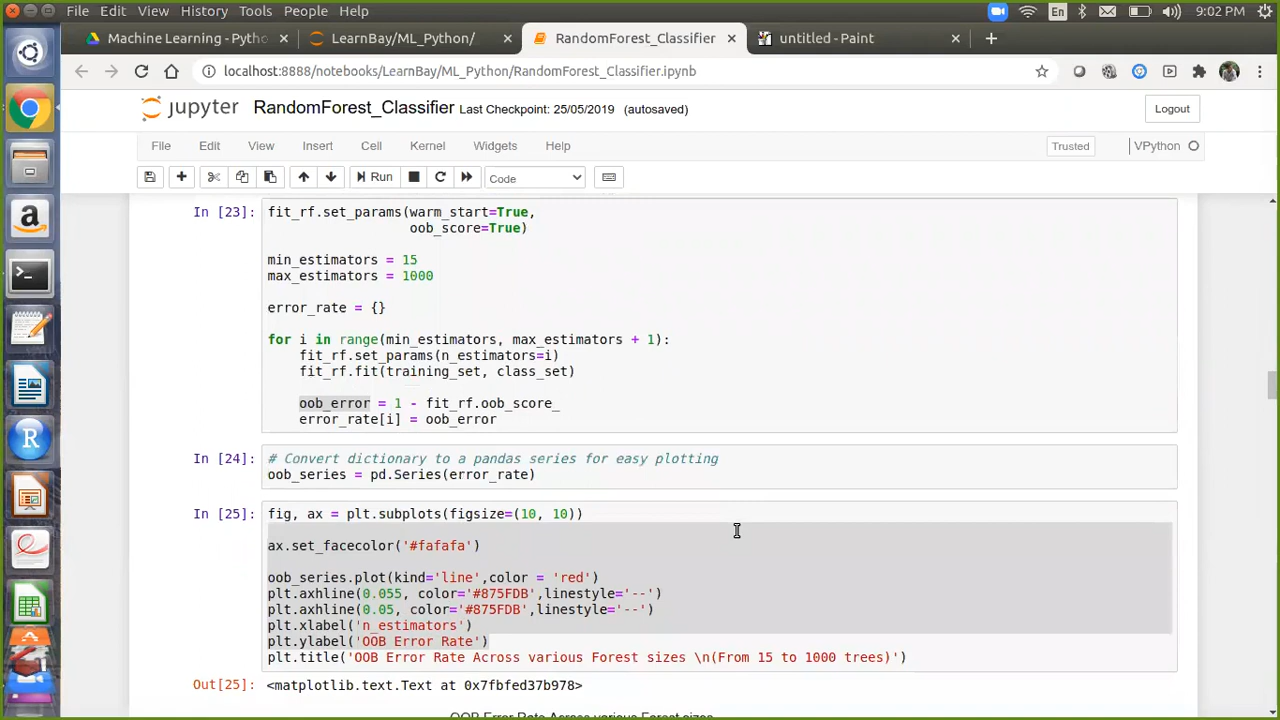 File Edit View History Tools People Help
En
9:02 PM
Machine Learning - Pytho
LearnBay/ML_Python/
RandomForest_Classifier
untitled - Paint
localhost:8888/notebooks/LearnBay/ML_Python/RandomForest_Classifier.ipynb
jupyter RandomForest_Classifier Last Checkpoint: 25/05/2019 (autosaved)
Logout
File Edit View Insert Cell Kernel Widgets Help
Trusted
VPython
Run
Code
In [23]: fit_rf.set_params(warm_start=True,
oob_score=True)
min_estimators = 15
max_estimators = 1000
error_rate = {}
for i in range(min_estimators, max_estimators + 1):
fit_rf.set_params(n_estimators=i)
fit_rf.fit(training_set, class_set)
oob_error = 1 - fit_rf.oob_score_
error_rate[i] = oob_error
In [24]: # Convert dictionary to a pandas series for easy plotting
oob_series = pd.Series(error_rate)
In [25]: fig, ax = plt.subplots(figsize=(10, 10))
ax.set_facecolor('#fafafa')
oob_series.plot(kind='line',color = 'red')
plt.axhline(0.055, color='#875FDB',linestyle='--')
plt.axhline(0.05, color='#875FDB',linestyle='--')
plt.xlabel('n_estimators')
plt.ylabel('OOB Error Rate')
plt.title('OOB Error Rate Across various Forest sizes \n(From 15 to 1000 trees)')
Out[25]: <matplotlib.text.Text at 0x7fbfed37b978>
OOB Error Rate Across various Forest sizes